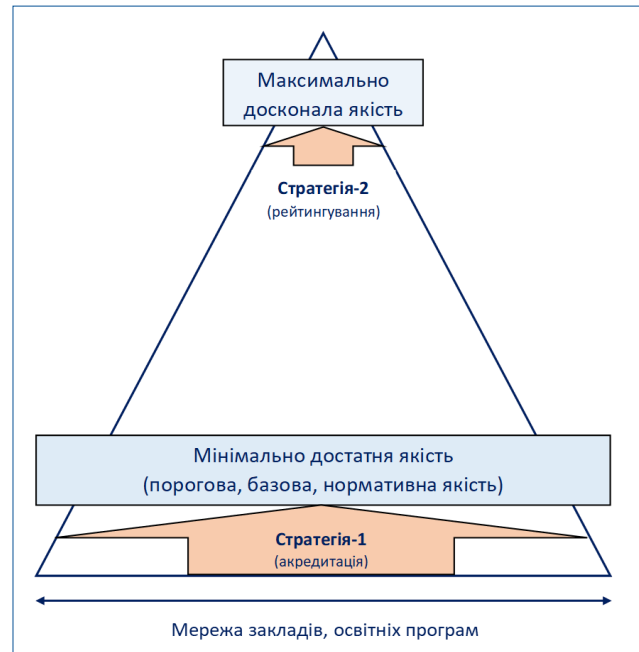 Максимально
досконала якість
Стратегія-2
(рейтингування)
Мінімально достатня якість
(порогова, базова, нормативна якість)
Стратегія-1
(акредитація)
Мережа закладів, освітніх програм